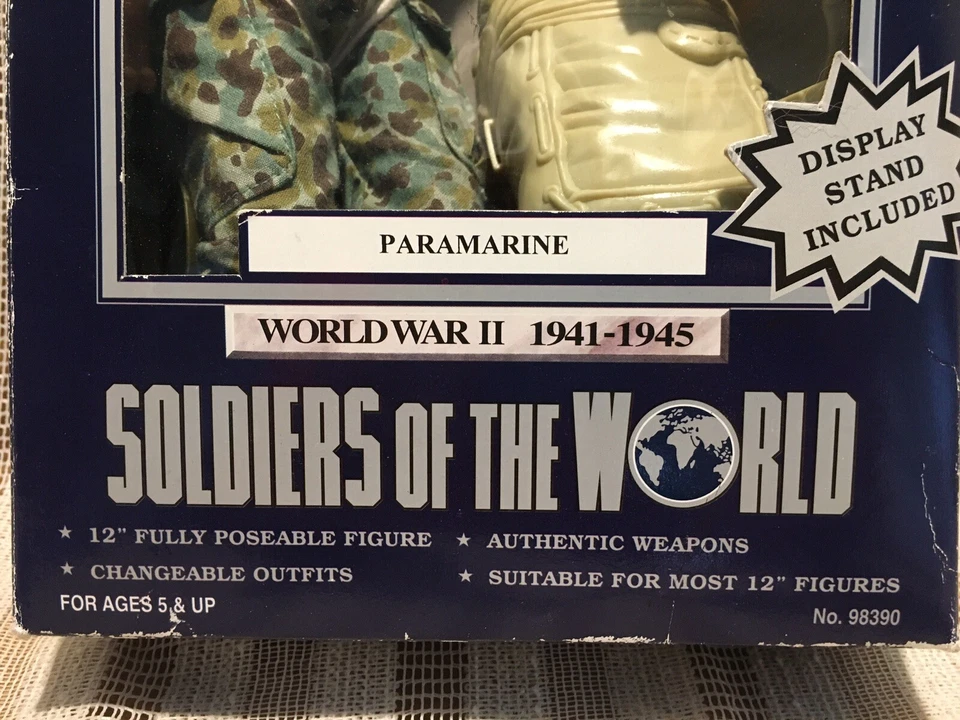 DISPLAY
STAND
INCLUDED
PARAMARINE
WORLD WAR II 1941-1945
SOLDIERS OF THE WORLD
★ 12” FULLY POSEABLE FIGURE ★ AUTHENTIC WEAPONS
★ CHANGEABLE OUTFITS ★ SUITABLE FOR MOST 12” FIGURES
FOR AGES 5 & UP No. 98390